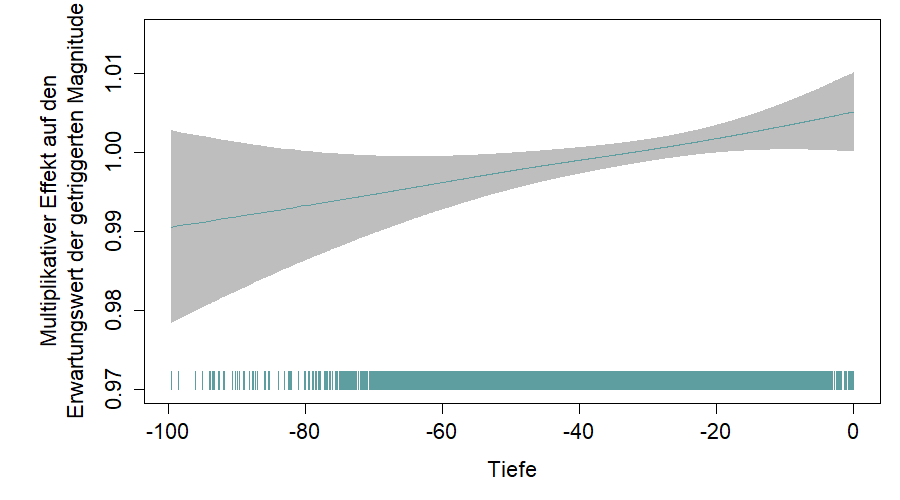 Multiplikativer Effekt auf den
Erwartungswert der getriggerten Magnitude
1.01
1.00
0.99
0.98
0.97
-100 -80 -60 -40 -20 0
Tiefe